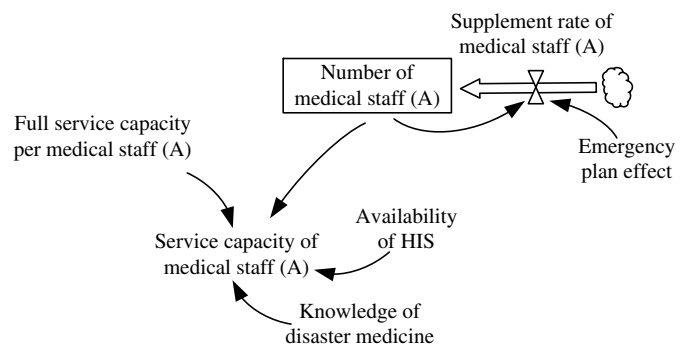 Supplement rate of
medical staff (A)
Number of
medical staff (A)
Full service capacity
per medical staff (A)
Emergency
plan effect
Availability
of HIS
Service capacity of
medical staff (A)
Knowledge of
disaster medicine